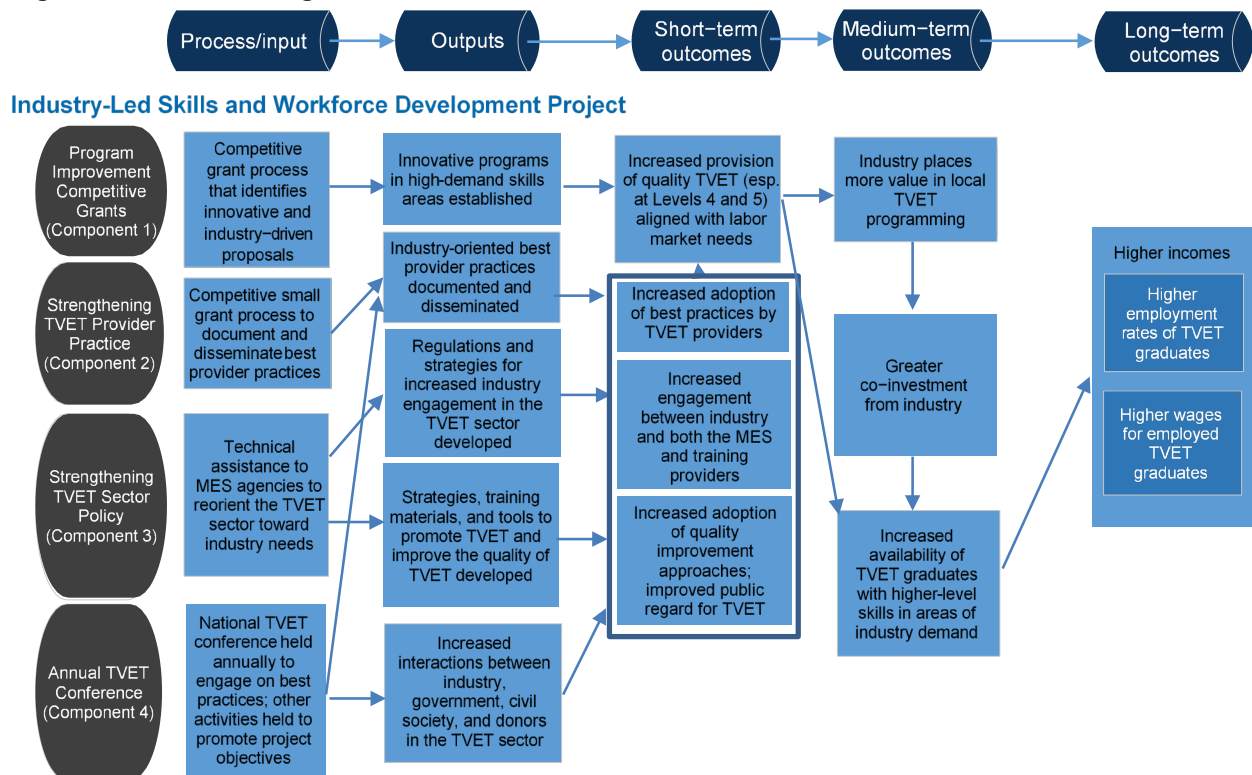 Process/input
Outputs
Short−term
outcomes
Medium−term
outcomes
Long−term
outcomes
Industry-Led Skills and Workforce Development Project
Program
Improvement
Competitive
Grants
(Component 1)
Competitive
grant process
that identifies
innovative and
industry−driven
proposals
Innovative programs
in high-demand skills
areas established
Increased provision
of quality TVET (esp.
at Levels 4 and 5)
aligned with labor
market needs
Industry places
more value in local
TVET
programming
Strengthening
TVET Provider
Practice
(Component 2)
Competitive small
grant process to
document and
disseminate best
provider practices
Industry-oriented best
provider practices
documented and
disseminated
Increased adoption
of best practices by
TVET providers
Regulations and
strategies for
increased industry
engagement in the
TVET sector
developed
Increased
engagement
between industry
and both the MES
and training
providers
Greater
co-investment
from industry
Higher incomes
Higher
employment
rates of TVET
graduates
Higher wages
for employed
TVET
graduates
Strengthening
TVET Sector
Policy
(Component 3)
Technical
assistance to
MES agencies to
reorient the TVET
sector toward
industry needs
Strategies, training
materials, and tools to
promote TVET and
improve the quality of
TVET developed
Increased adoption
of quality
improvement
approaches;
improved public
regard for TVET
Increased
availability of
TVET graduates
with higher-level
skills in areas of
industry demand
Annual TVET
Conference
(Component 4)
National TVET
conference held
annually to
engage on best
practices; other
activities held to
promote project
objectives
Increased
interactions between
industry,
government, civil
society, and donors
in the TVET sector